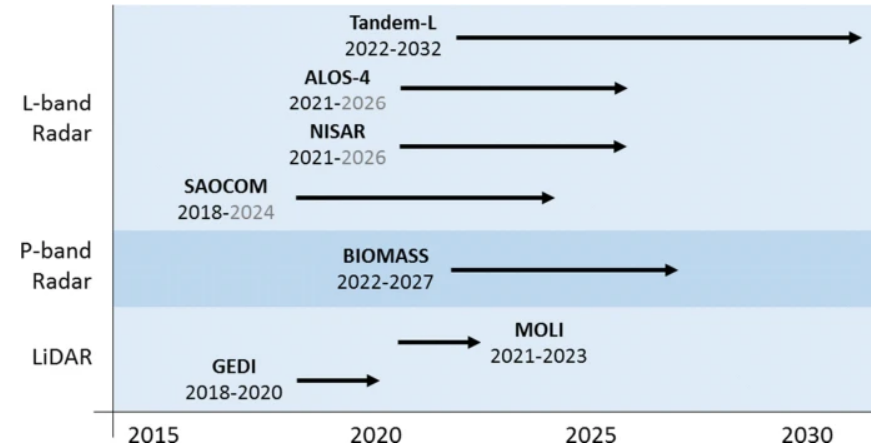 Tandem-L
2022-2032
ALOS-4
2021-2026
L-band
Radar
NISAR
2021-2026
SAOCOM
2018-2024
P-band
Radar
BIOMASS
2022-2027
MOLI
2021-2023
LiDAR
GEDI
2018-2020
2015 2020 2025 2030